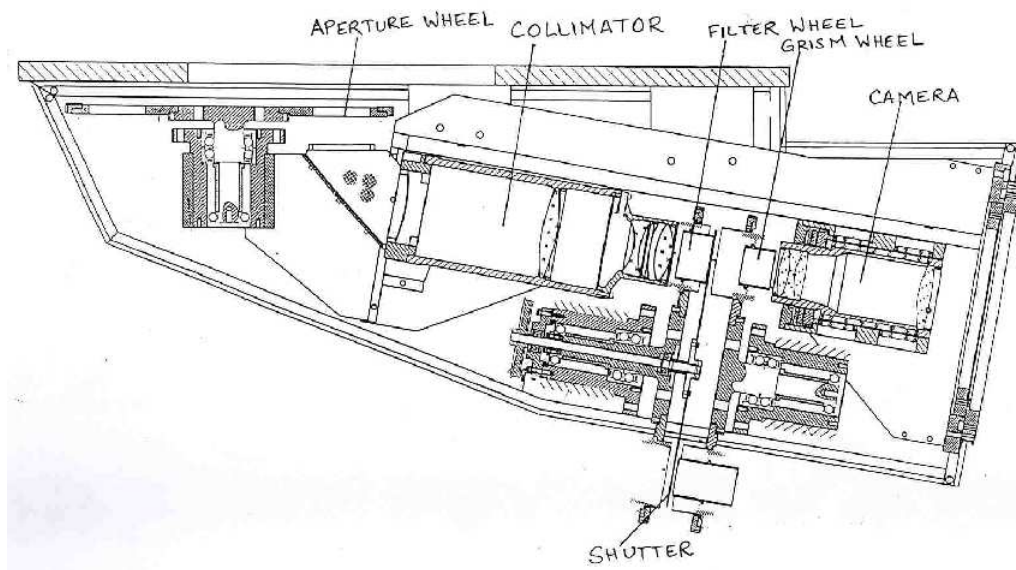 APERTURE WHEEL
COLLIMATOR
FILTER WHEEL
GRISM WHEEL
CAMERA
SHUTTER